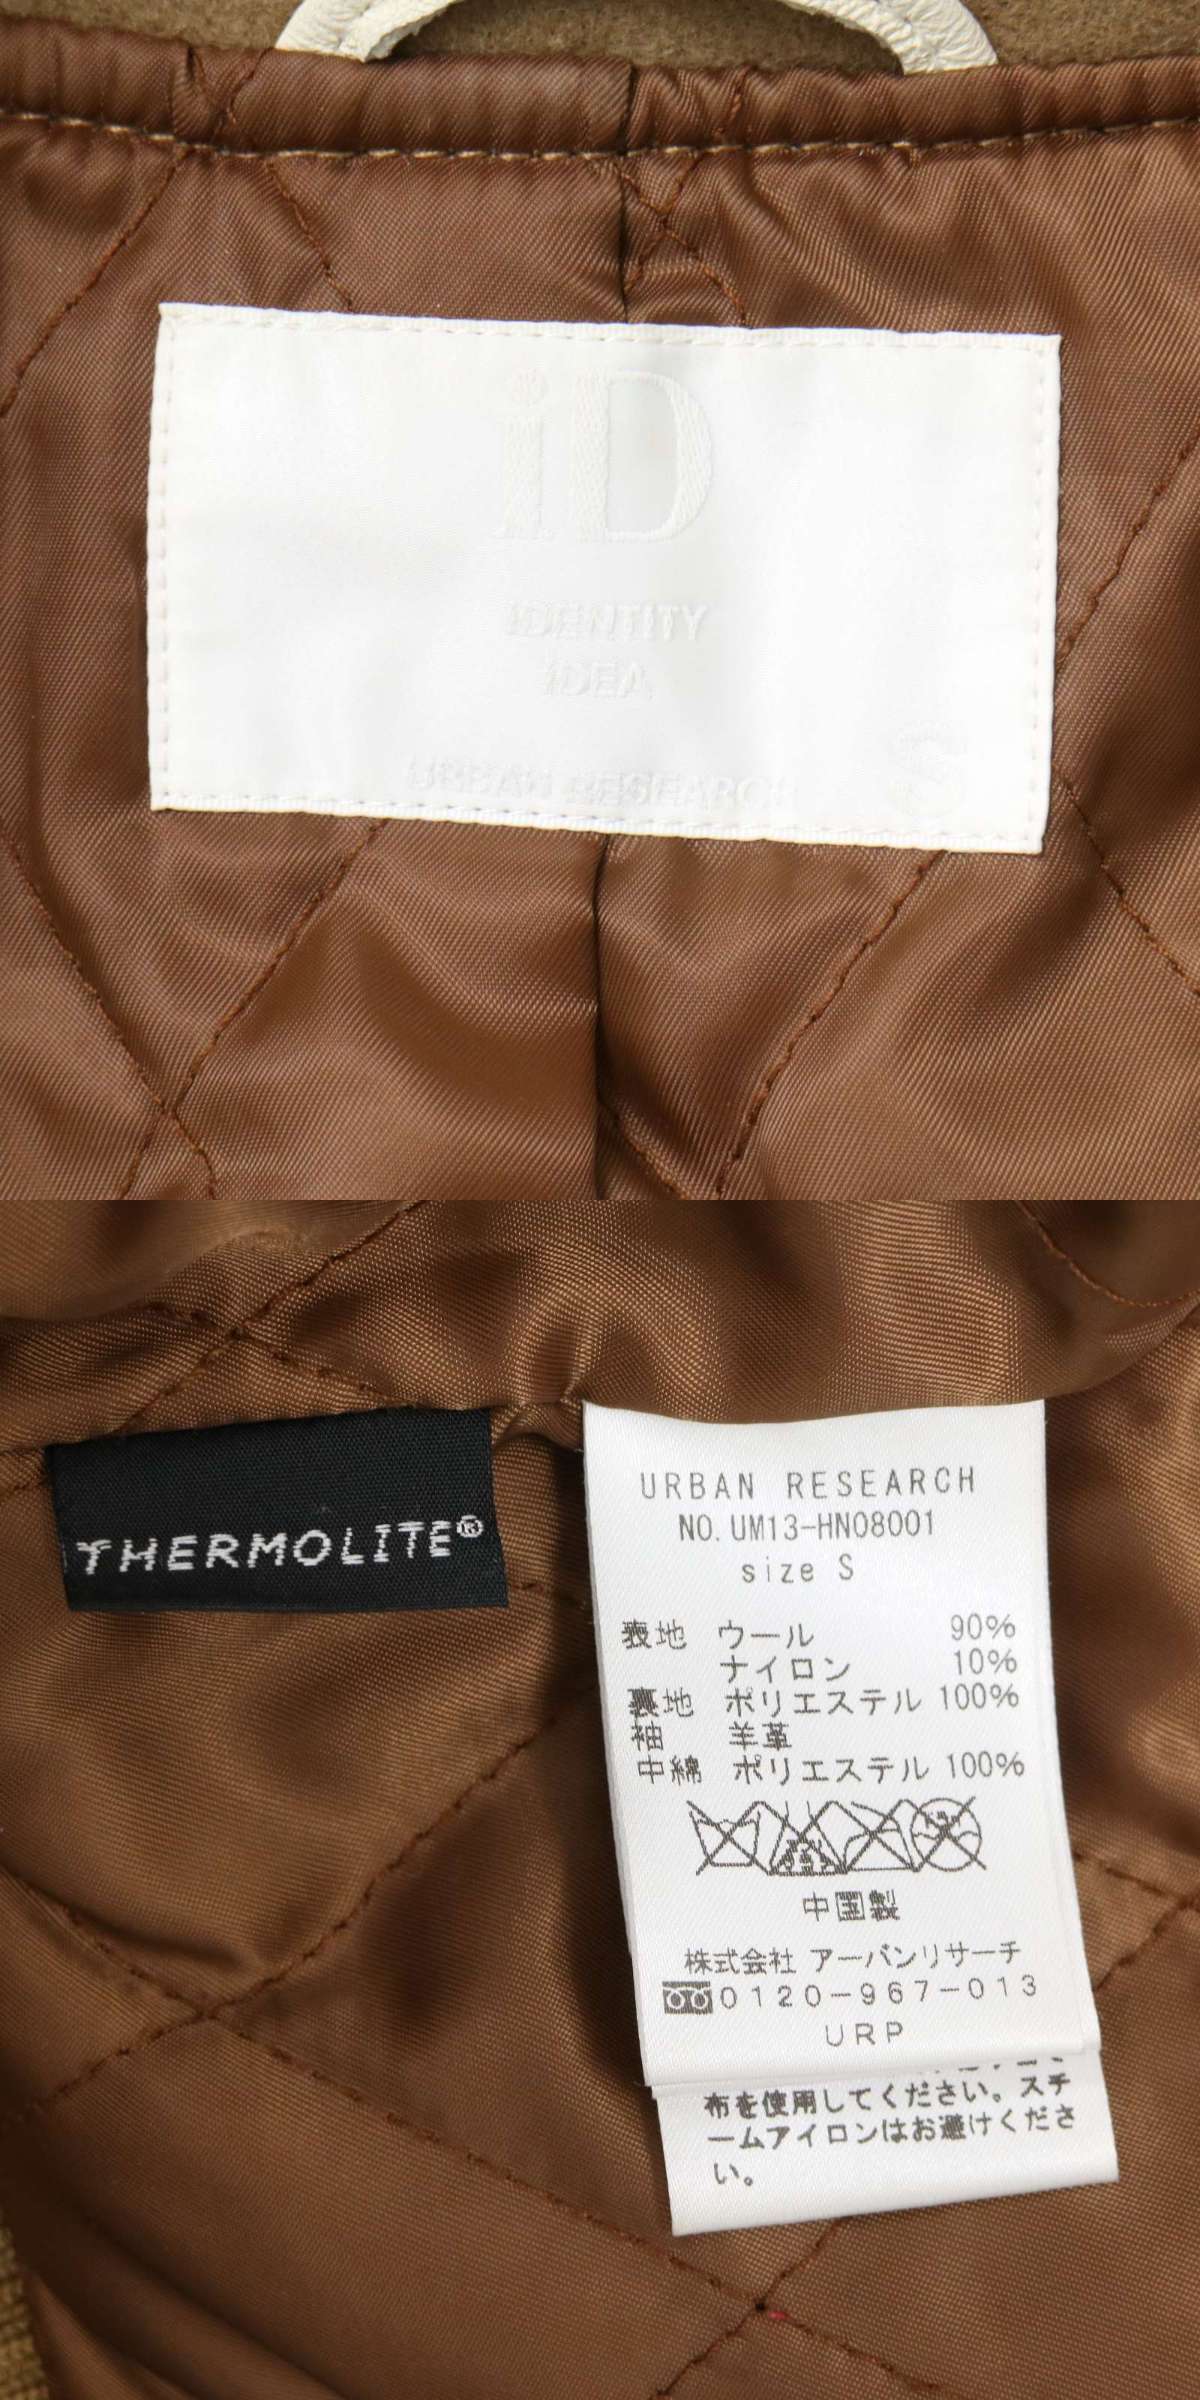 iD
IDENTITY
iDEA
URBAN RESEARCH
S
THERMOLITE®
URBAN RESEARCH
NO. UM13-HN08001
size S
表地 ウール 90%
ナイロン 10%
裏地 ポリエステル 100%
袖 羊革
中綿 ポリエステル 100%
中国製
株式会社 アーバンリサーチ
0120-967-013
URP
布を使用してください。スチ
ームアイロンはお避けくださ
い。